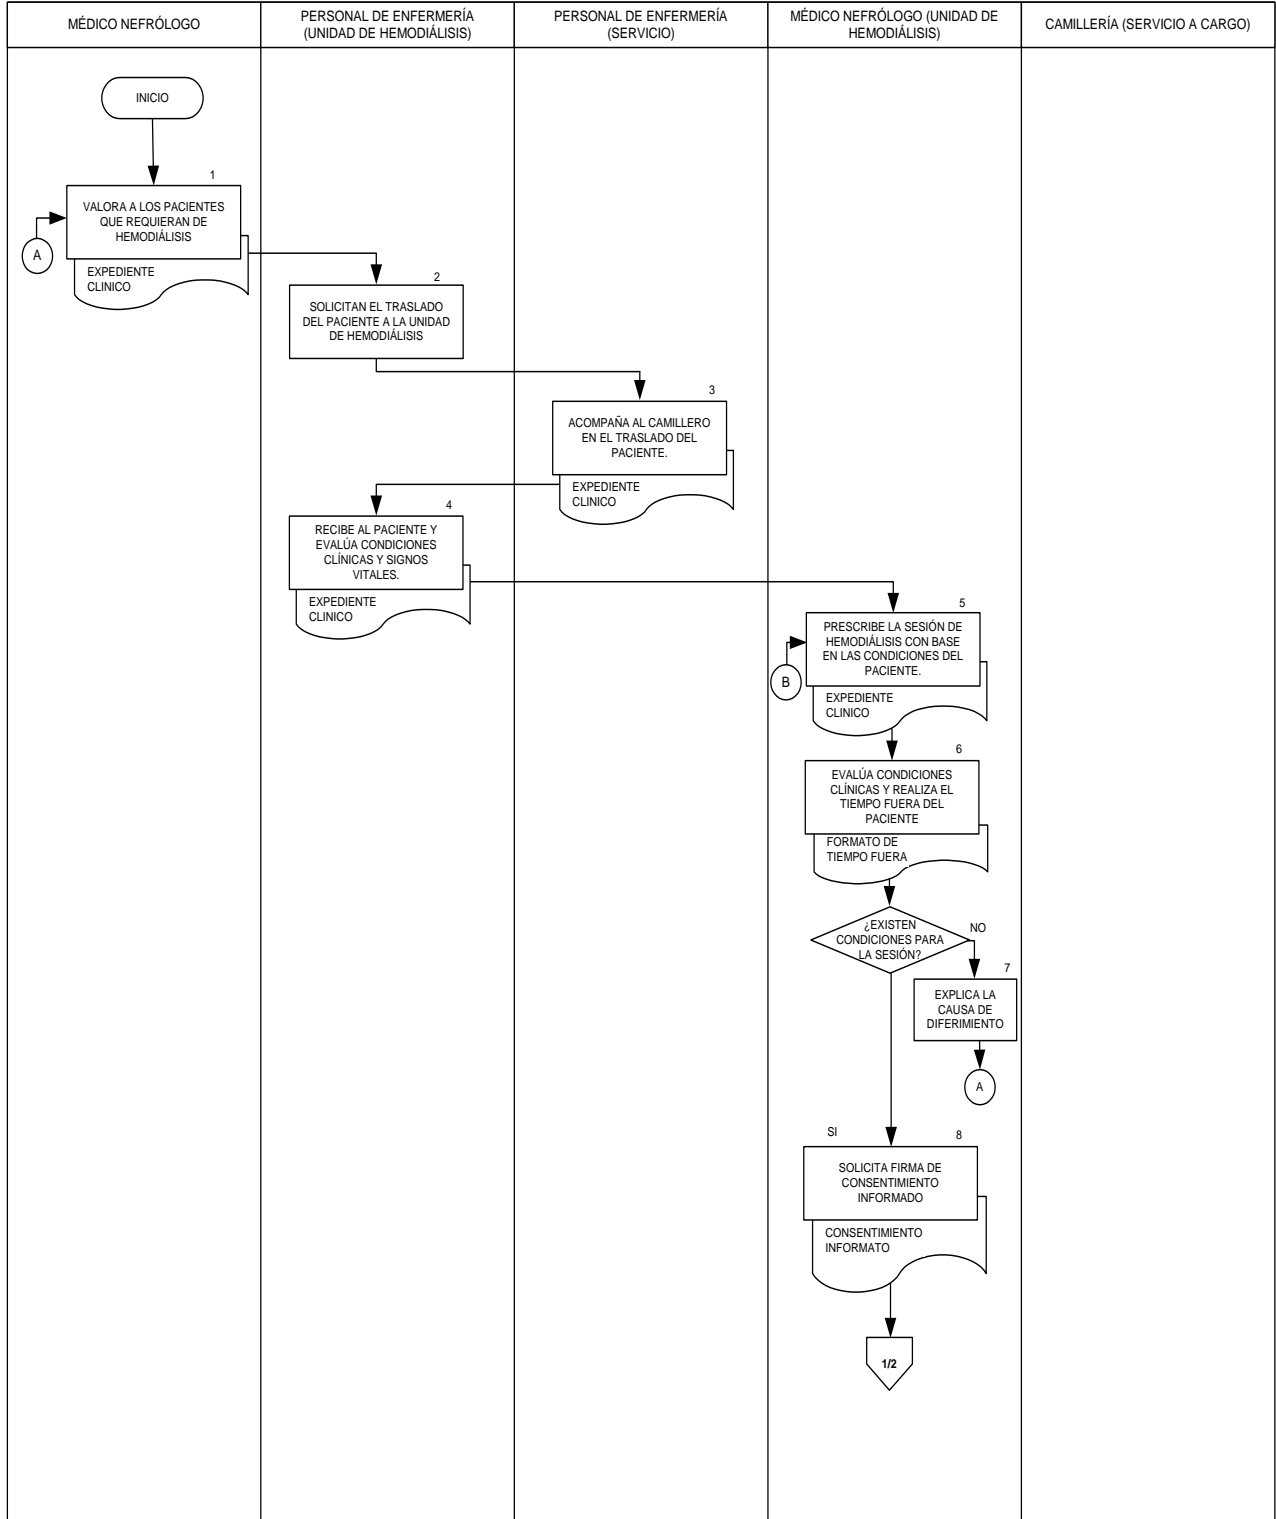 MÉDICO NEFRÓLOGO
PERSONAL DE ENFERMERÍA
(UNIDAD DE HEMODIÁLISIS)
PERSONAL DE ENFERMERÍA
(SERVICIO)
MÉDICO NEFRÓLOGO (UNIDAD DE
HEMODIÁLISIS)
CAMILLERÍA (SERVICIO A CARGO)
INICIO
1
VALORA A LOS PACIENTES
QUE REQUIERAN DE
HEMODIÁLISIS
A
EXPEDIENTE
CLINICO
2
SOLICITAN EL TRASLADO
DEL PACIENTE A LA UNIDAD
DE HEMODIÁLISIS
3
ACOMPAÑA AL CAMILLERO
EN EL TRASLADO DEL
PACIENTE.
EXPEDIENTE
CLINICO
4
RECIBE AL PACIENTE Y
EVALÚA CONDICIONES
CLÍNICAS Y SIGNOS
VITALES.
EXPEDIENTE
CLINICO
5
PRESCRIBE LA SESIÓN DE
HEMODIÁLISIS CON BASE
EN LAS CONDICIONES DEL
PACIENTE.
B
EXPEDIENTE
CLINICO
6
EVALÚA CONDICIONES
CLÍNICAS Y REALIZA EL
TIEMPO FUERA DEL
PACIENTE
FORMATO DE
TIEMPO FUERA
¿EXISTEN
CONDICIONES PARA
LA SESIÓN?
NO
7
EXPLICA LA
CAUSA DE
DIFERIMIENTO
A
SI
8
SOLICITA FIRMA DE
CONSENTIMIENTO
INFORMADO
CONSENTIMIENTO
INFORMATO
1/2